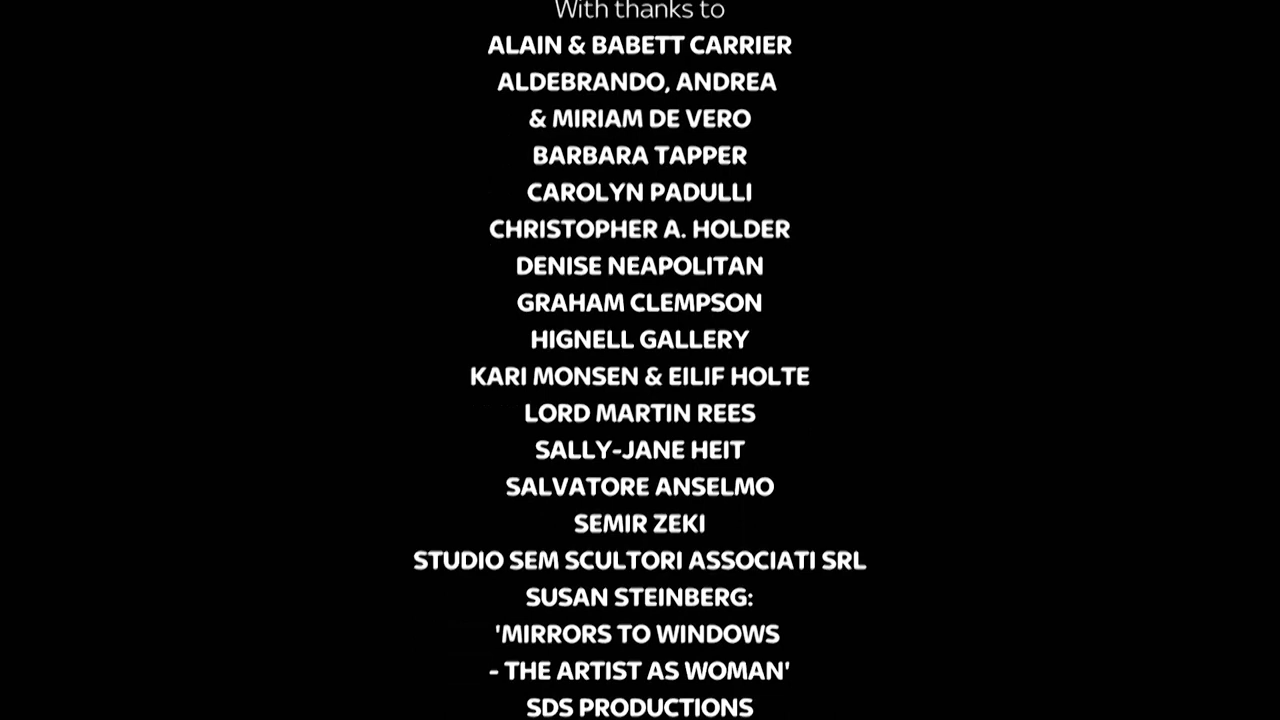 With thanks to
ALAIN & BABETT CARRIER
ALDEBRANDO, ANDREA
& MIRIAM DE VERO
BARBARA TAPPER
CAROLYN PADULLI
CHRISTOPHER A. HOLDER
DENISE NEAPOLITAN
GRAHAM CLEMPSON
HIGNELL GALLERY
KARI MONSEN & EILIF HOLTE
LORD MARTIN REES
SALLY-JANE HEIT
SALVATORE ANSELMO
SEMIR ZEKI
STUDIO SEM SCULTORI ASSOCIATI SRL
SUSAN STEINBERG:
'MIRRORS TO WINDOWS
- THE ARTIST AS WOMAN'
SDS PRODUCTIONS